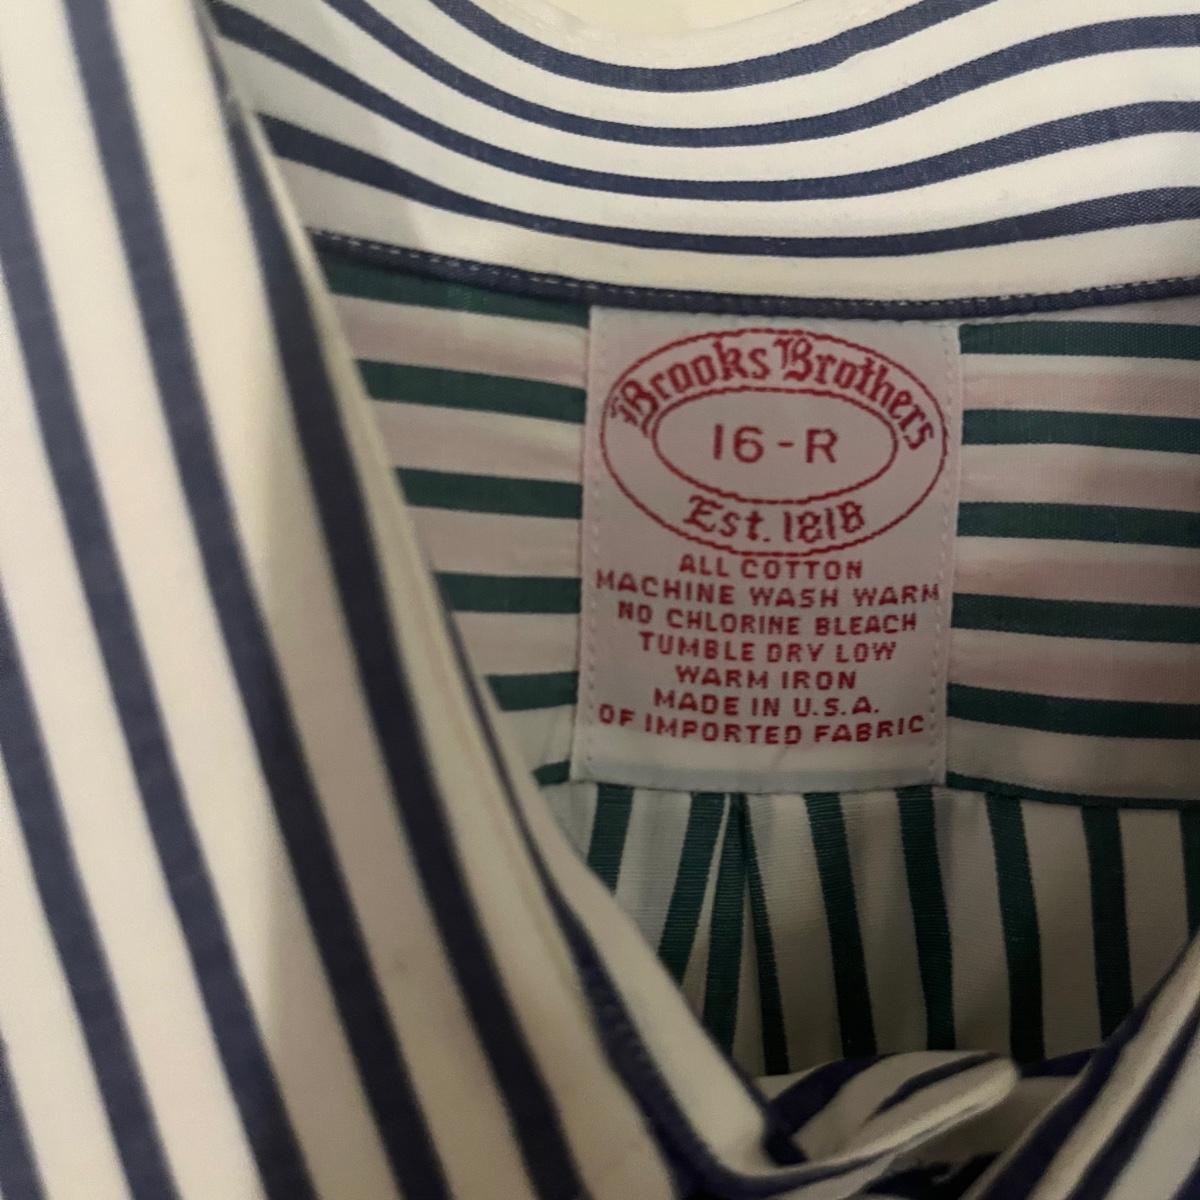 Brooks Brothers
16-R
Est. 1818
ALL COTTON
MACHINE WASH WARM
NO CHLORINE BLEACH
TUMBLE DRY LOW
WARM IRON
MADE IN U.S.A.
OF IMPORTED FABRIC